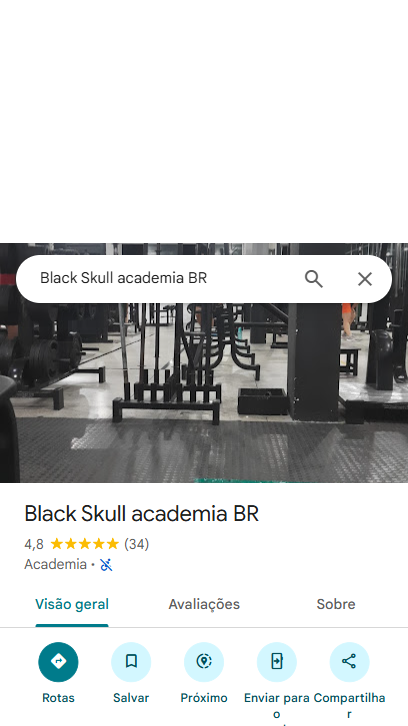 Black Skull academia BR
Black Skull academia BR
4,8 (34)
Academia ·
Visão geral Avaliações Sobre
Rotas Salvar Próximo Enviar para o Compartilhar